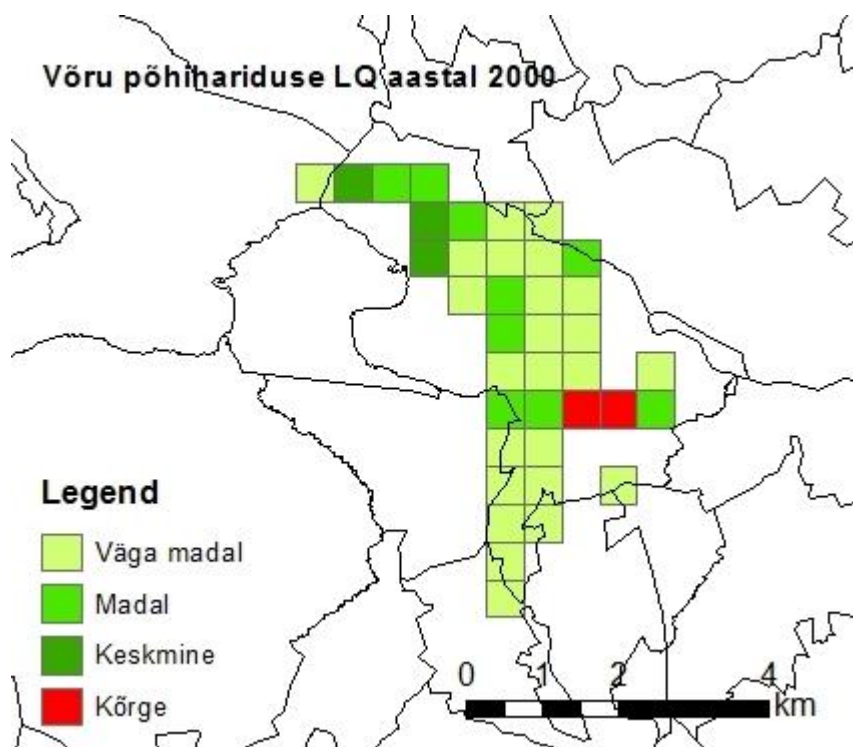 Võru põhihariduse LQ aastal 2000
Legend
Väga madal
Madal
Keskmine
Kõrge
0 1 2 4
km